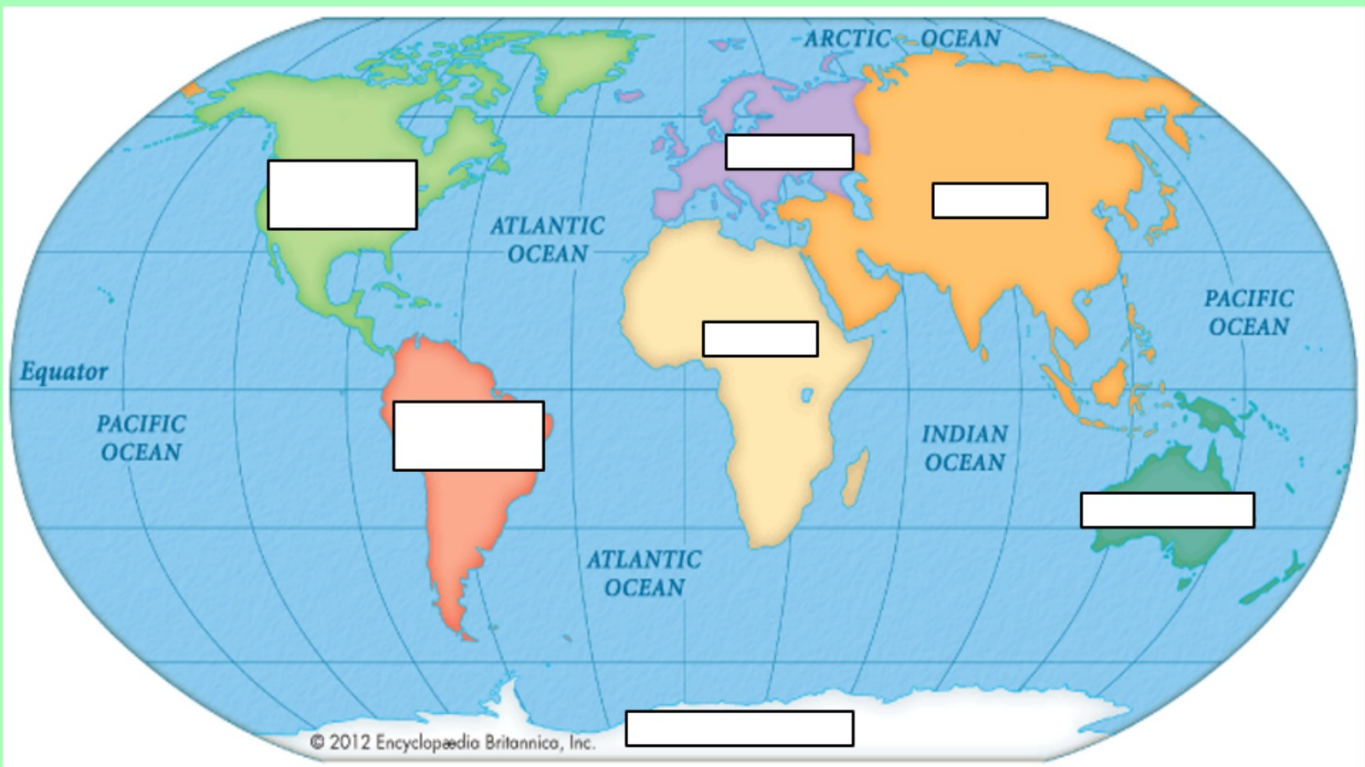 ARCTIC OCEAN
ATLANTIC
OCEAN
PACIFIC
OCEAN
Equator
PACIFIC
OCEAN
INDIAN
OCEAN
ATLANTIC
OCEAN
© 2012 Encyclopædia Britannica, Inc.